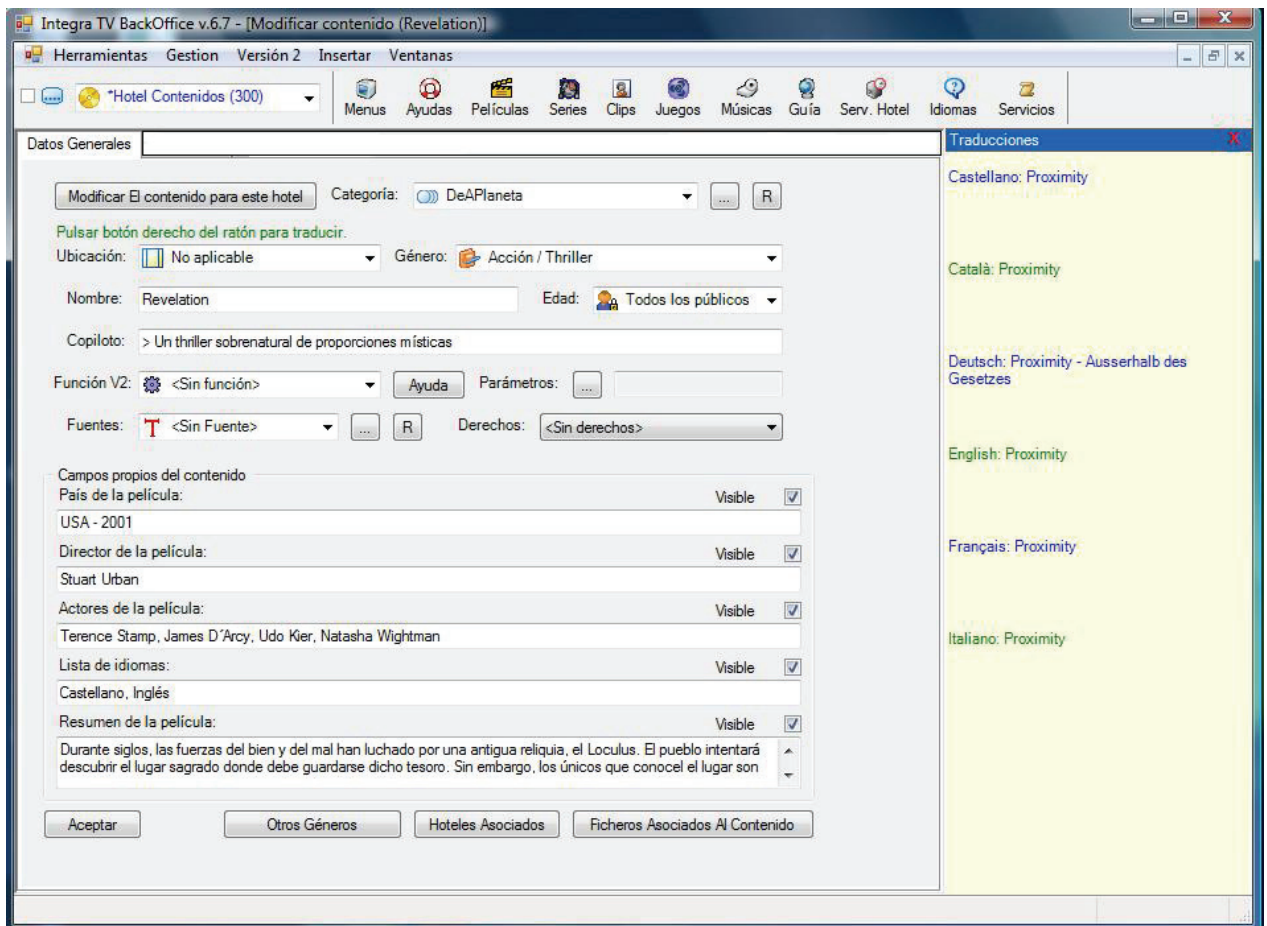 Integra TV BackOffice v.6.7 - [Modificar contenido (Revelation)]
Herramientas Gestion Versión 2 Insertar Ventanas
*Hotel Contenidos (300) Menus Ayudas Películas Series Clips Juegos Músicas Guía Serv. Hotel Idiomas Servicios
Datos Generales
Modificar El contenido para este hotel Categoría: DeAPlaneta ... R
Pulsar botón derecho del ratón para traducir.
Ubicación: No aplicable Género: Acción / Thriller
Nombre: Revelation Edad: Todos los públicos
Copiloto: > Un thriller sobrenatural de proporciones místicas
Función V2: <Sin función> Ayuda Parámetros: ...
Fuentes: <Sin Fuente> ... R Derechos: <Sin derechos>
Campos propios del contenido
País de la película: Visible
USA - 2001
Director de la película: Visible
Stuart Urban
Actores de la película: Visible
Terence Stamp, James D´Arcy, Udo Kier, Natasha Wightman
Lista de idiomas: Visible
Castellano, Inglés
Resumen de la película: Visible
Durante siglos, las fuerzas del bien y del mal han luchado por una antigua reliquia, el Loculus. El pueblo intentará
descubrir el lugar sagrado donde debe guardarse dicho tesoro. Sin embargo, los únicos que conocel el lugar son
Aceptar Otros Géneros Hoteles Asociados Ficheros Asociados Al Contenido
Traducciones
Castellano: Proximity
Català: Proximity
Deutsch: Proximity - Ausserhalb des
Gesetzes
English: Proximity
Français: Proximity
Italiano: Proximity